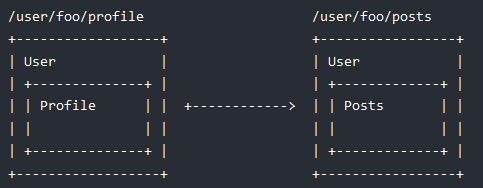 /user/foo/profile                     /user/foo/posts
+------------------+                  +-----------------+
| User             |                  | User            |
| +--------------+ |                  | +-------------+ |
| | Profile      | |  +------------>  | | Posts       | |
| |              | |                  | |             | |
| +--------------+ |                  | +-------------+ |
+------------------+                  +-----------------+